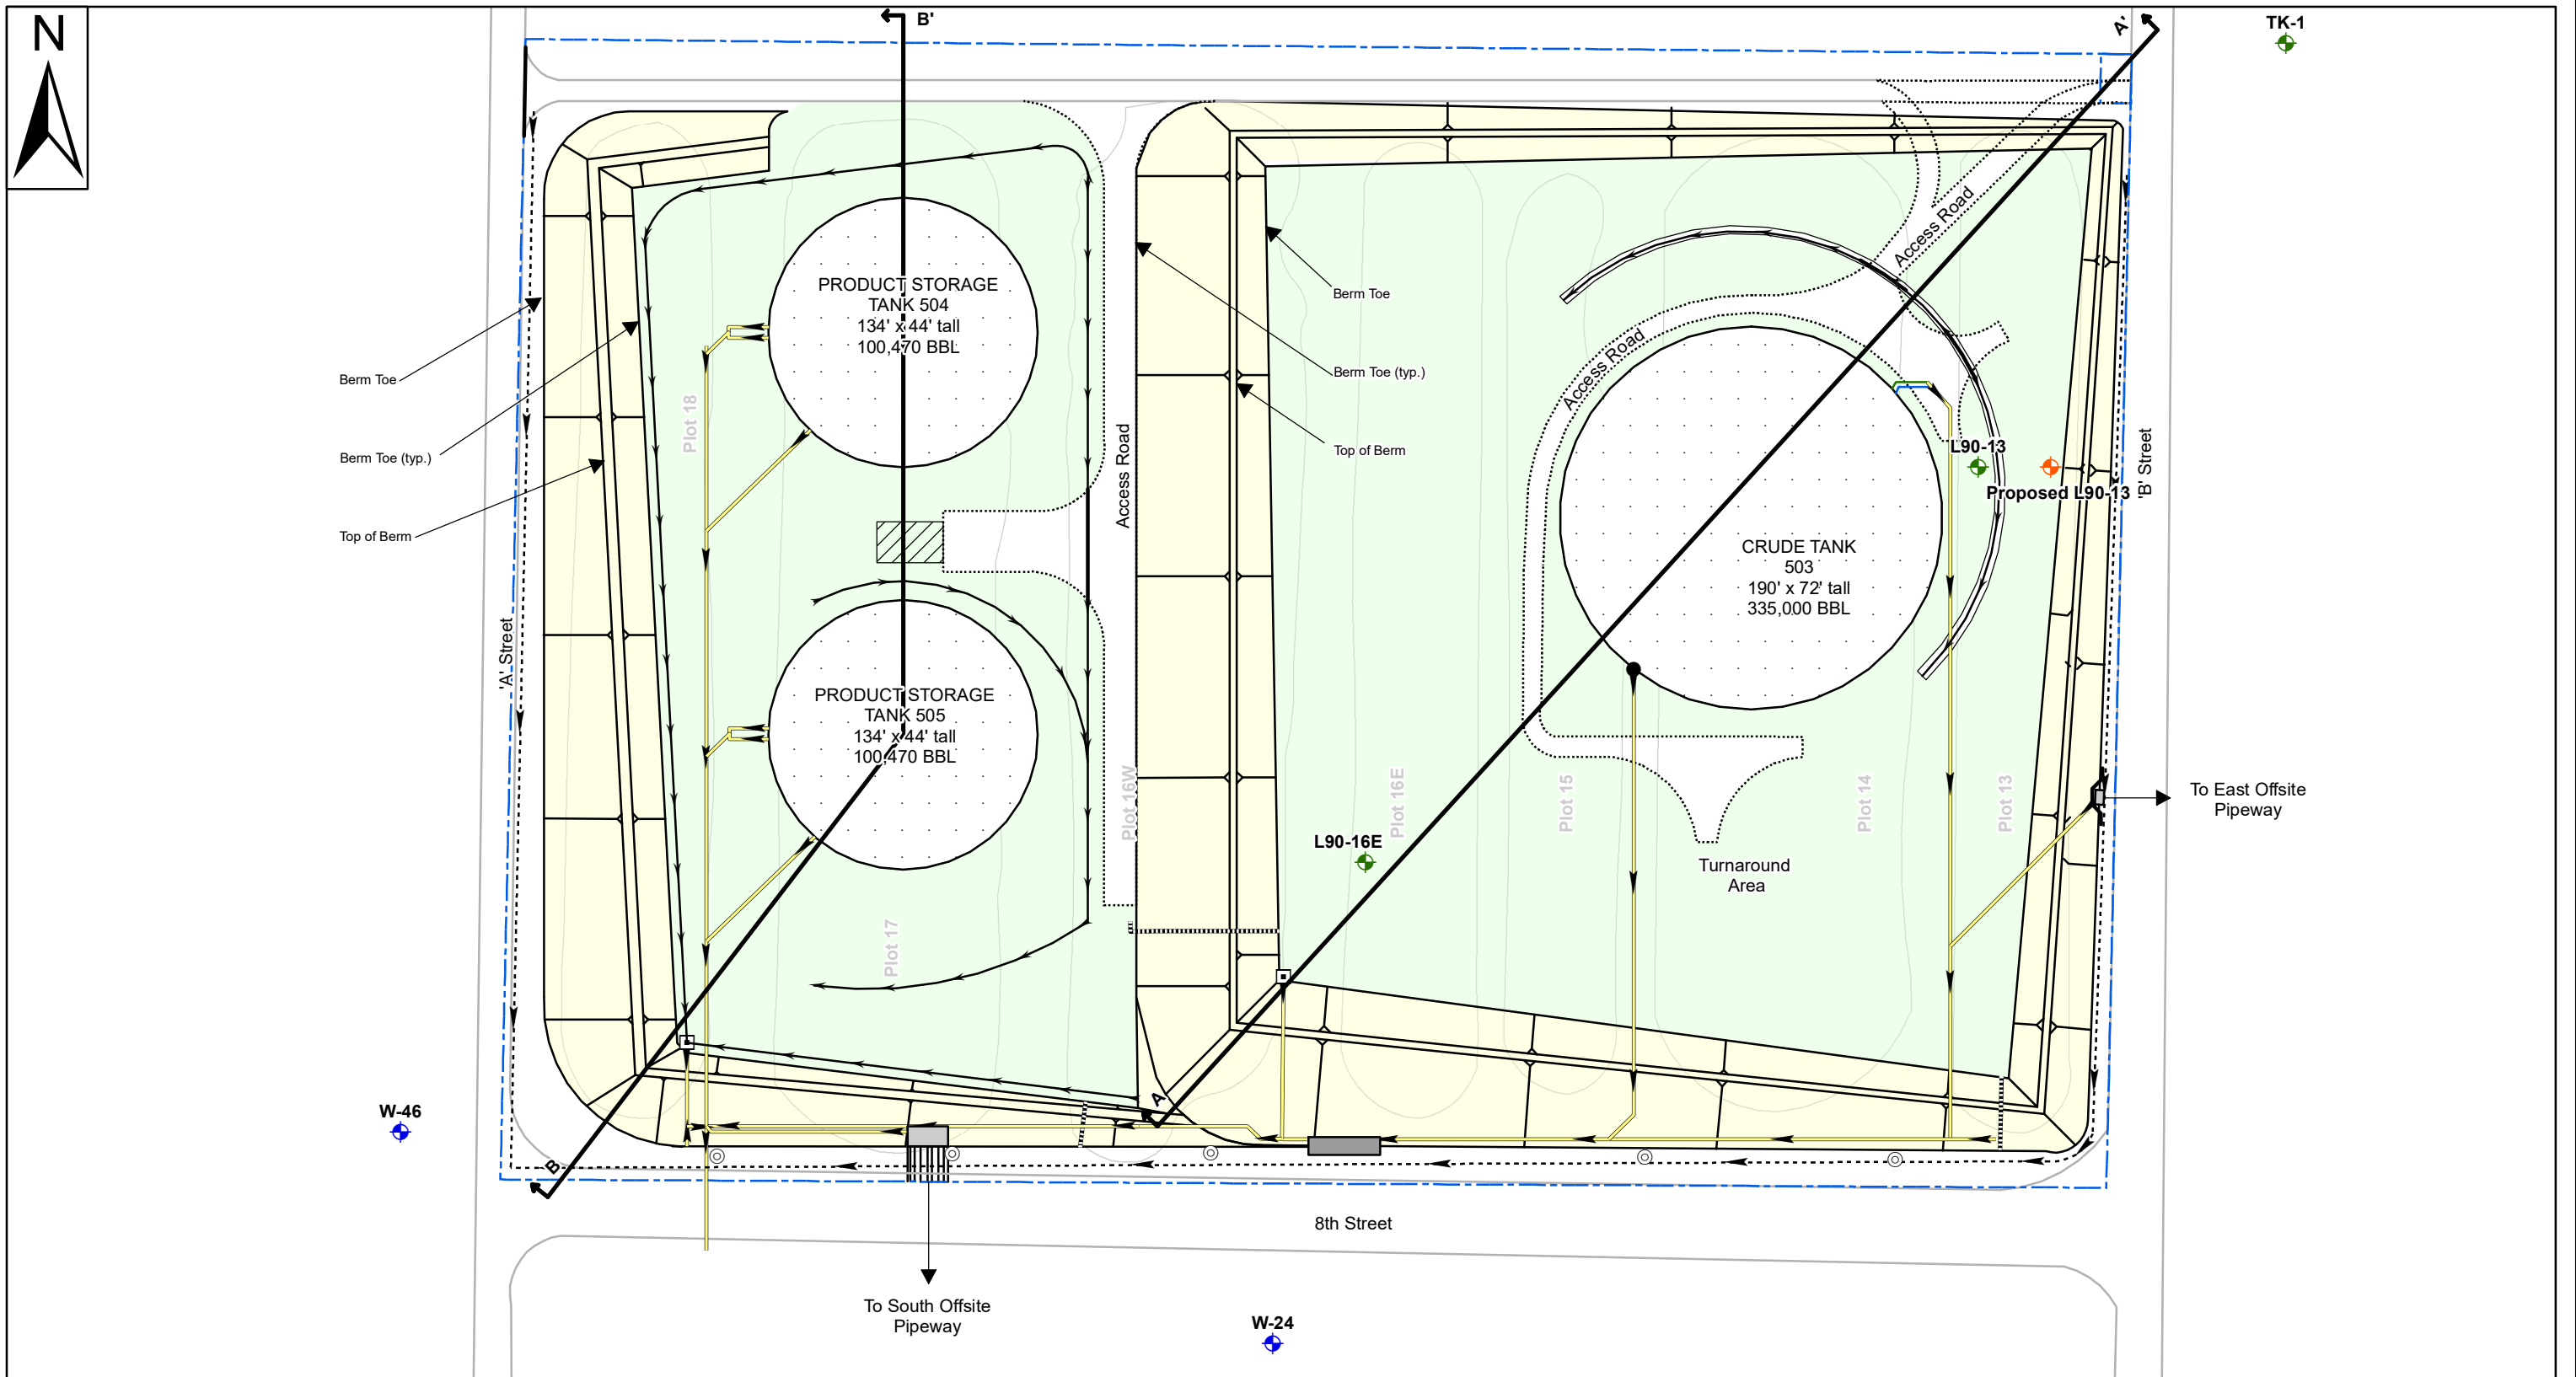 N
B'
A'
TK-1
PRODUCT STORAGE
TANK 504
134' x 44' tall
100,470 BBL
Berm Toe
Berm Toe (typ.)
Top of Berm
Plot 18
Access Road
Berm Toe
Berm Toe (typ.)
Top of Berm
Access Road
Access Road
L90-13
Proposed L90-13
'B' Street
CRUDE TANK
503
190' x 72' tall
335,000 BBL
'A' Street
PRODUCT STORAGE
TANK 505
134' x 44' tall
100,470 BBL
Plot 16W
Plot 16E
Plot 15
Plot 14
Plot 13
To East Offsite
Pipeway
L90-16E
Turnaround
Area
Plot 17
W-46
A
B
8th Street
To South Offsite
Pipeway
W-24